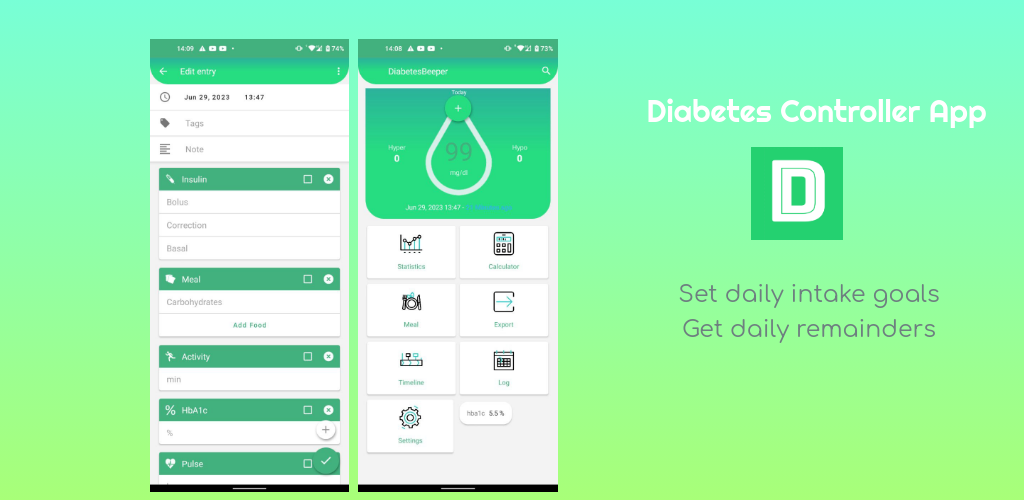 14:09
74%
Edit entry
Jun 29, 2023 13:47
Tags
Note
Insulin
Bolus
Correction
Basal
Meal
Carbohydrates
Add Food
Activity
min
HbA1c
%
Pulse
14:08
73%
DiabetesBeeper
Today
+
99
mg/dl
Hyper
0
Hypo
0
Jun 29, 2023 13:47 -
Statistics
Calculator
Meal
Export
Timeline
Log
Settings
hba1c 5.5 %
Diabetes Controller App
D
Set daily intake goals
Get daily remainders